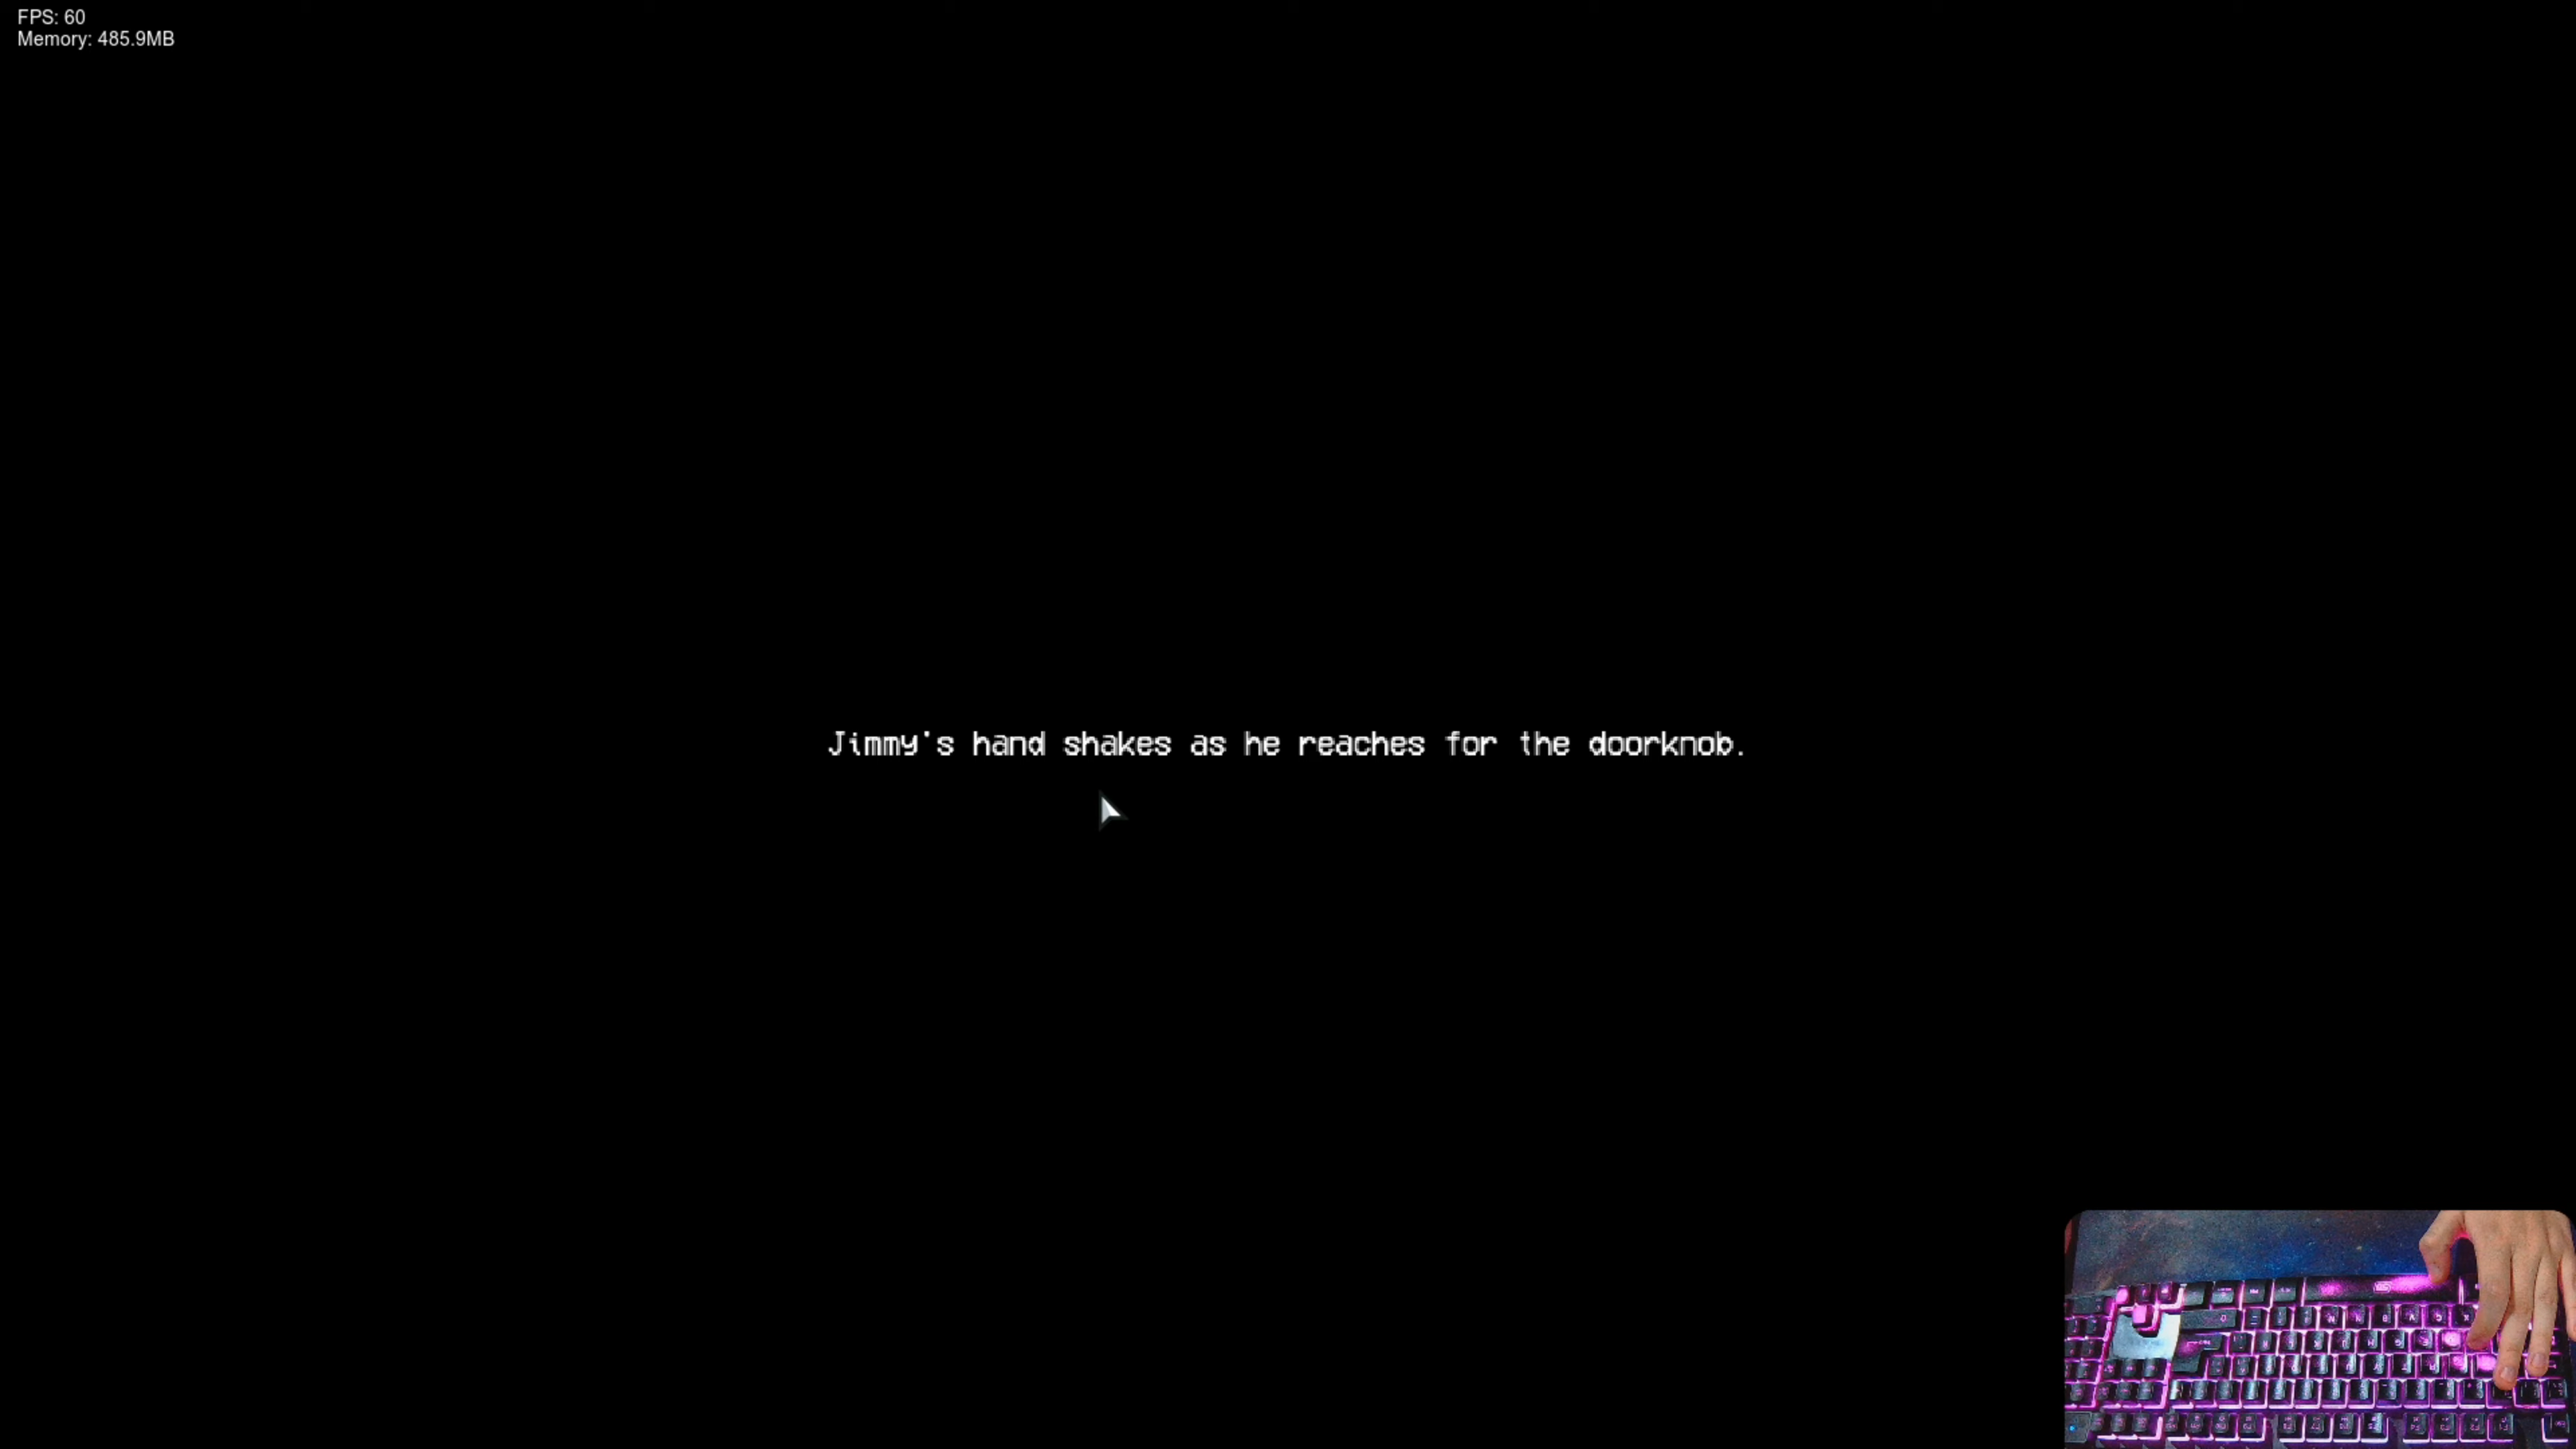 FPS: 60
Memory: 485.9MB
Jimmy's hand shakes as he reaches for the doorknob.